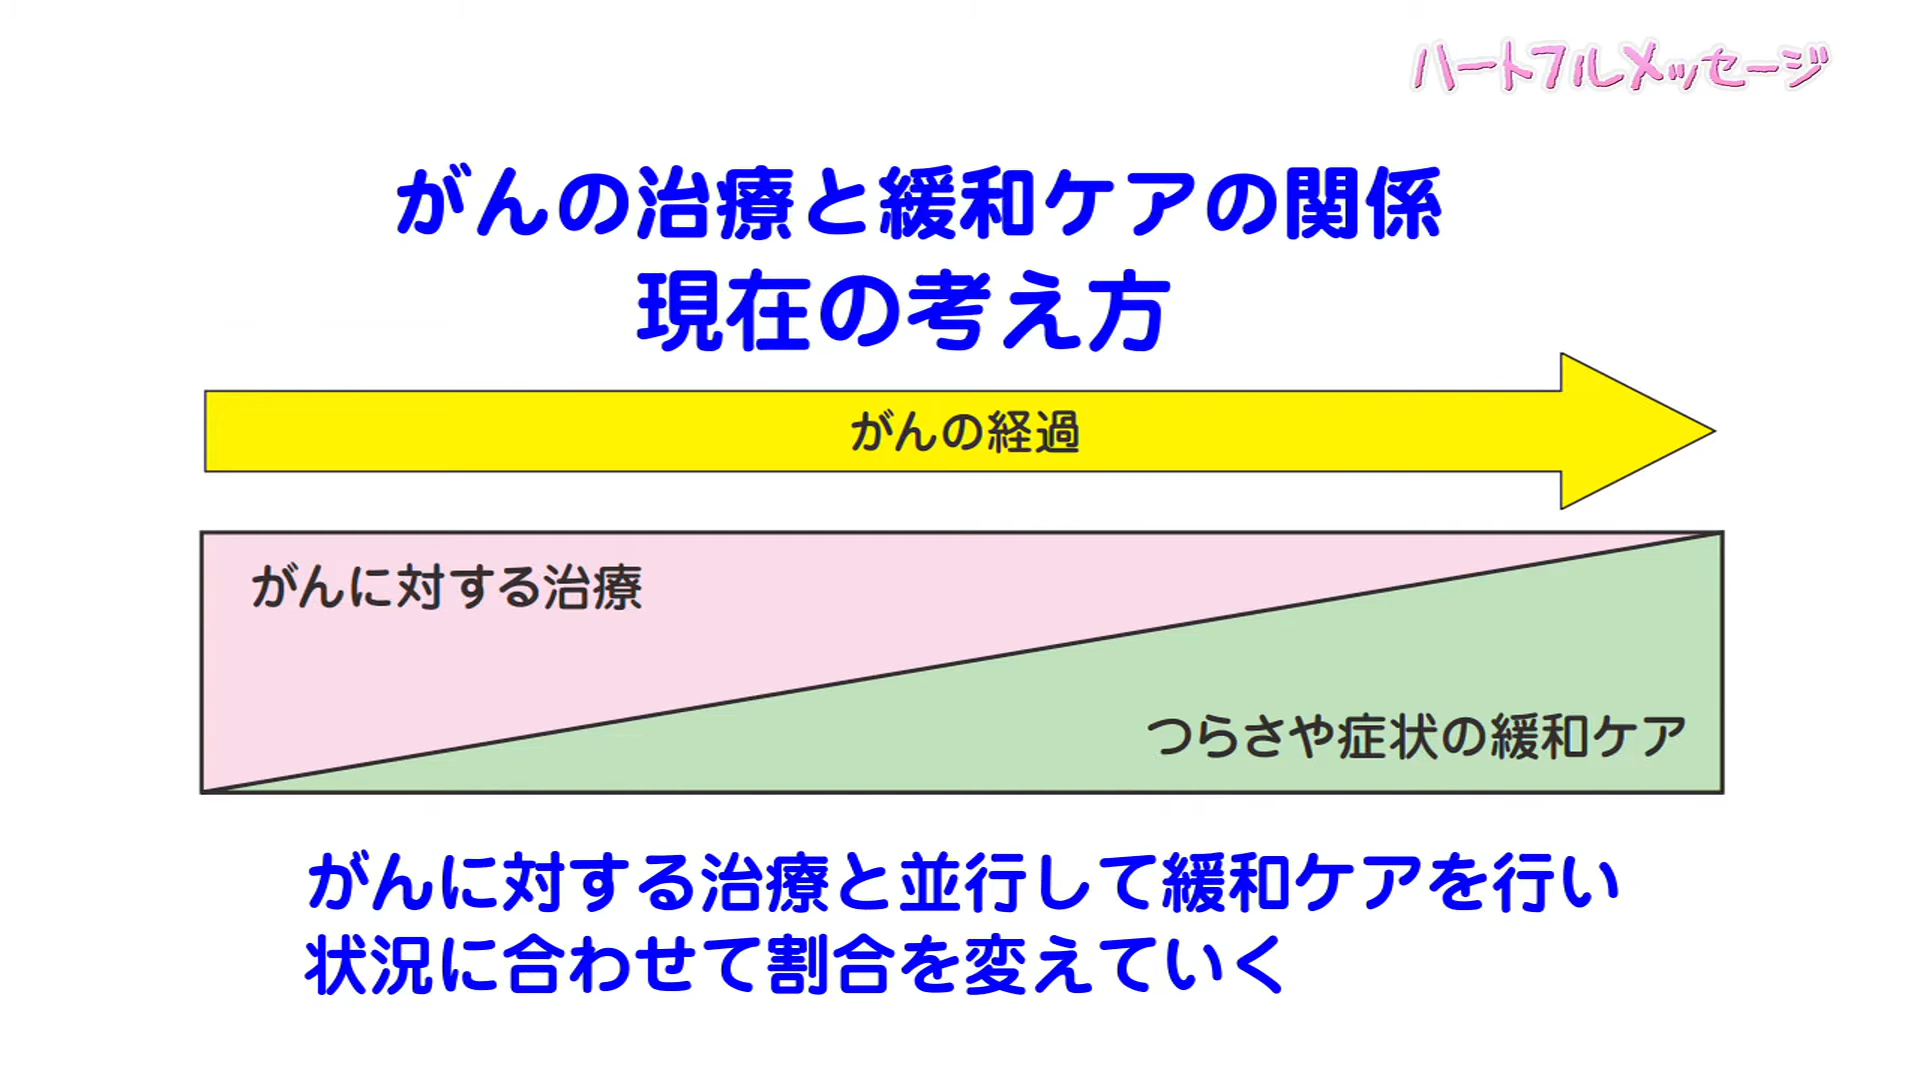 ハートフルメッセージ
がんの治療と緩和ケアの関係
現在の考え方
がんの経過
がんに対する治療
つらさや症状の緩和ケア
がんに対する治療と並行して緩和ケアを行い
状況に合わせて割合を変えていく